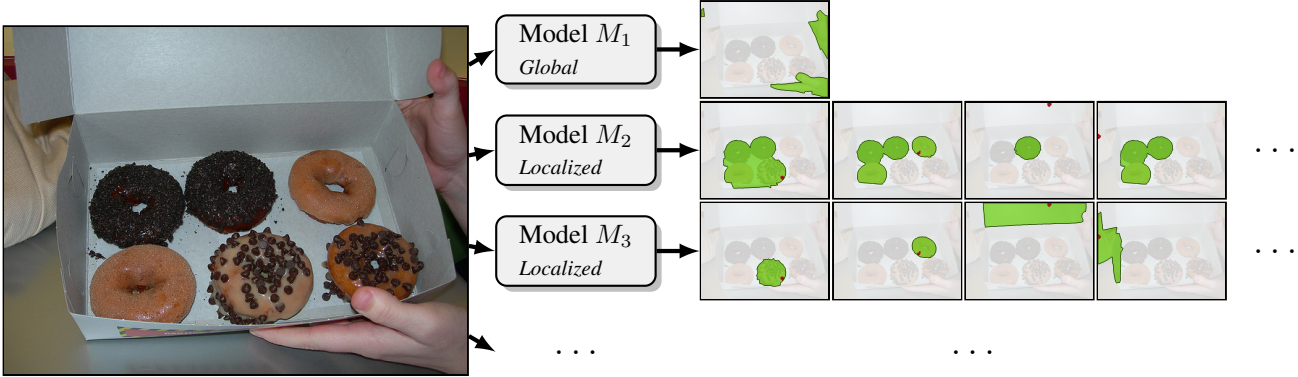 Model M₁
Global
Model M₂
Localized
. . .
Model M₃
Localized
. . .
. . .
. . .